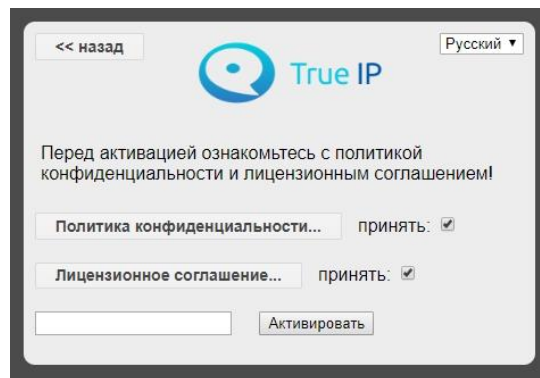 << назад
Русский ▼
True IP
Перед активацией ознакомьтесь с политикой
конфиденциальности и лицензионным соглашением!
Политика конфиденциальности... принять:
Лицензионное соглашение... принять:
Активировать